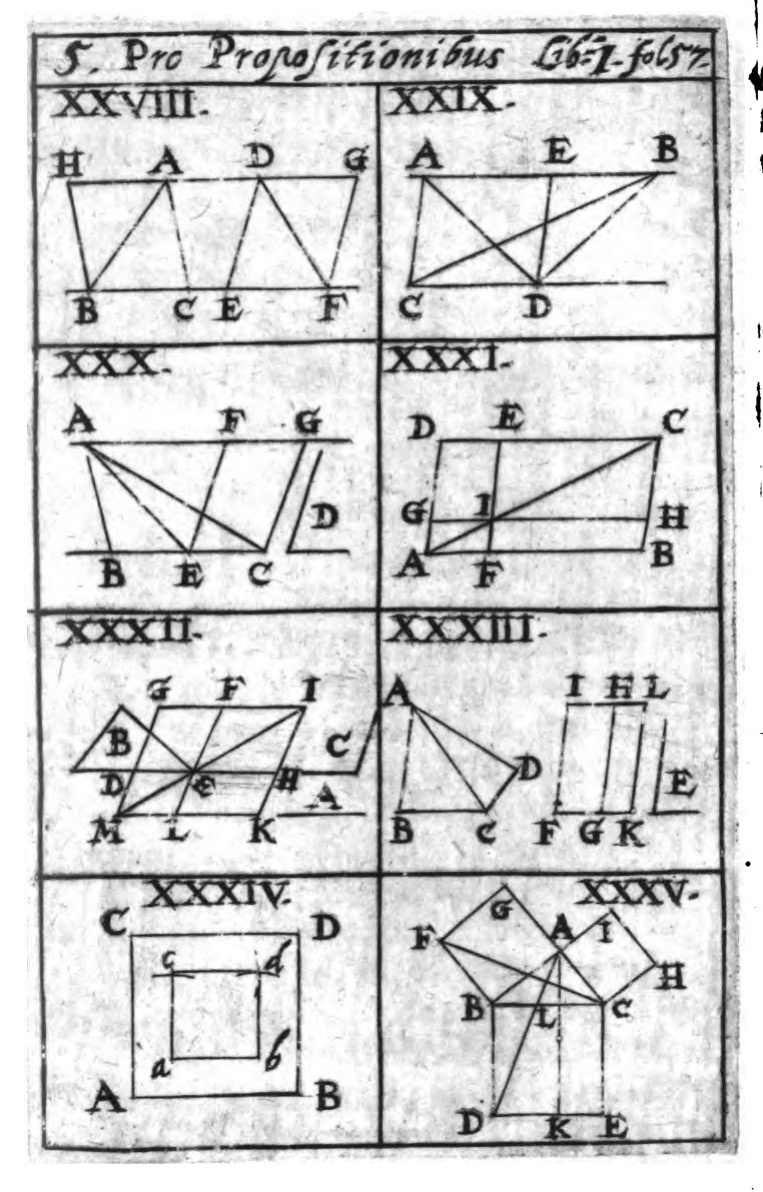 5. Pro Propositionibus Lib. I. fol 57.
XXVIII.
H A D G
B C E F
XXIX.
A E B
C D
XXX.
A F G
D
B E C
XXXI.
D E C
G I H
A F B
XXXII.
G F I
B C
D E H
A
M L K
XXXIII.
A I H L
D
E
B C F G K
XXXIV.
C D
c d
a b
A B
XXXV.
G
F A I
H
B L C
D K E